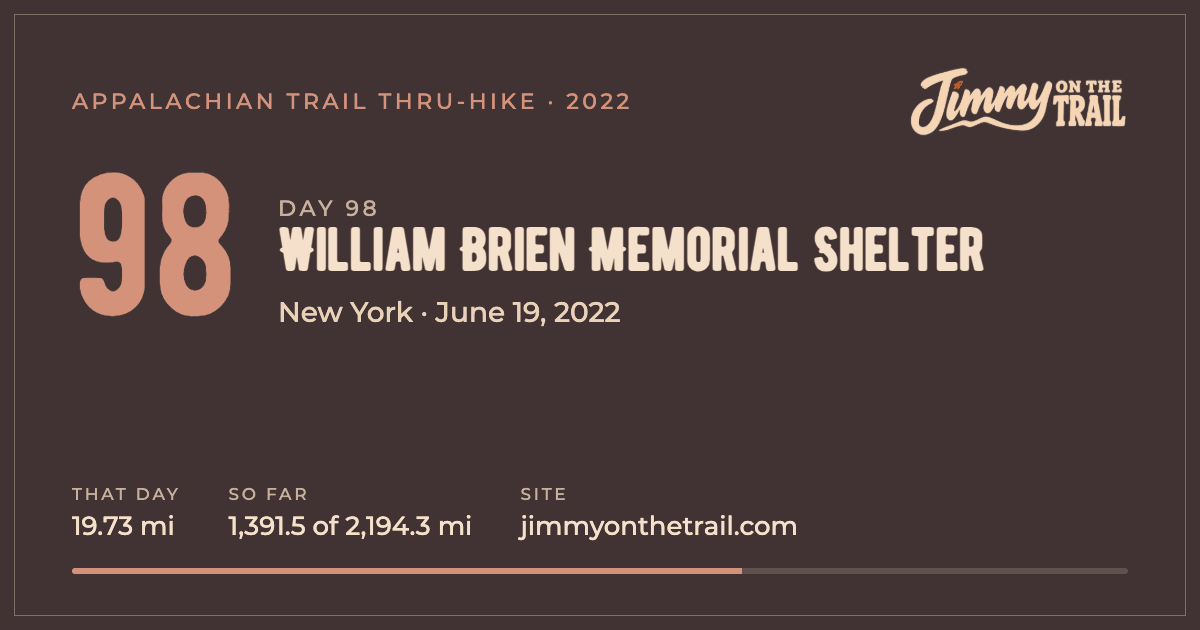 APPALACHIAN TRAIL THRU-HIKE · 2022
Jimmy ON THE TRAIL
98
DAY 98
WILLIAM BRIEN MEMORIAL SHELTER
New York · June 19, 2022
THAT DAY
19.73 mi
SO FAR
1,391.5 of 2,194.3 mi
SITE
jimmyonthetrail.com